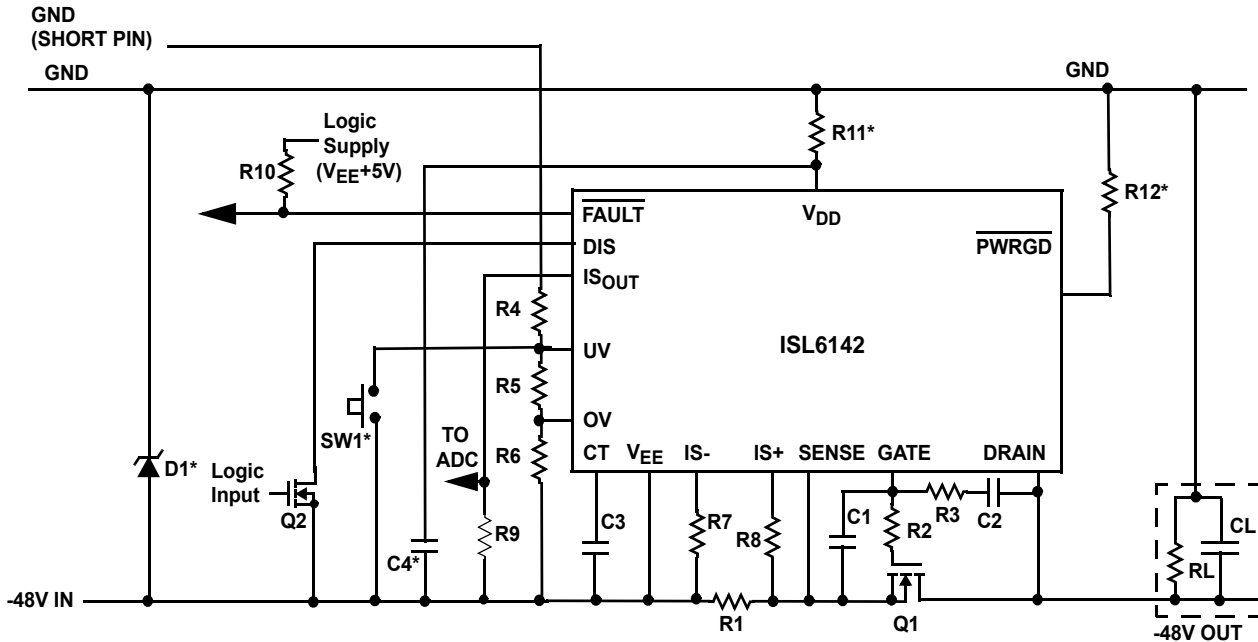 GND
(SHORT PIN)
GND
GND
Logic
Supply
(VEE+5V)
R10
R11*
R12*
FAULT
VDD
DIS
PWRGD
ISOUT
R4
ISL6142
UV
R5
SW1*
OV
TO
ADC
R6
CT
VEE
IS-
IS+
SENSE
GATE
DRAIN
D1*
Logic
Input
Q2
C4*
R9
C3
R7
R8
C1
R2
R3
C2
CL
RL
-48V IN
R1
Q1
-48V OUT